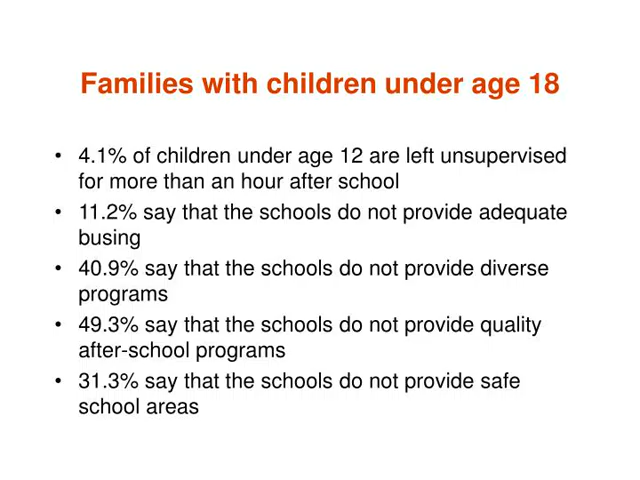 Families with children under age 18
• 4.1% of children under age 12 are left unsupervised
for more than an hour after school
• 11.2% say that the schools do not provide adequate
busing
• 40.9% say that the schools do not provide diverse
programs
• 49.3% say that the schools do not provide quality
after-school programs
• 31.3% say that the schools do not provide safe
school areas